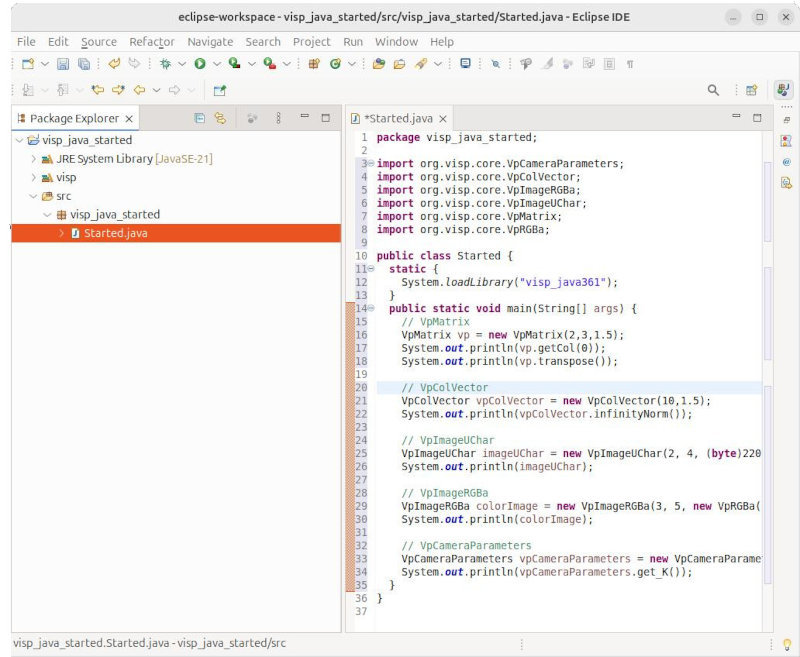 eclipse-workspace - visp_java_started/src/visp_java_started/Started.java - Eclipse IDE
File Edit Source Refactor Navigate Search Project Run Window Help
Package Explorer
visp_java_started
JRE System Library [JavaSE-21]
visp
src
visp_java_started
Started.java
*Started.java
1 package visp_java_started;
2
3 import org.visp.core.VpCameraParameters;
4 import org.visp.core.VpColVector;
5 import org.visp.core.VpImageRGBa;
6 import org.visp.core.VpImageUChar;
7 import org.visp.core.VpMatrix;
8 import org.visp.core.VpRGBa;
9
10 public class Started {
11 static {
12 System.loadLibrary("visp_java361");
13 }
14 public static void main(String[] args) {
15 // VpMatrix
16 VpMatrix vp = new VpMatrix(2,3,1.5);
17 System.out.println(vp.getCol(0));
18 System.out.println(vp.transpose());
19
20 // VpColVector
21 VpColVector vpColVector = new VpColVector(10,1.5);
22 System.out.println(vpColVector.infinityNorm());
23
24 // VpImageUChar
25 VpImageUChar imageUChar = new VpImageUChar(2, 4, (byte)220
26 System.out.println(imageUChar);
27
28 // VpImageRGBa
29 VpImageRGBa colorImage = new VpImageRGBa(3, 5, new VpRGBa(
30 System.out.println(colorImage);
31
32 // VpCameraParameters
33 VpCameraParameters vpCameraParameters = new VpCameraParame
34 System.out.println(vpCameraParameters.get_K());
35 }
36 }
37
visp_java_started.Started.java - visp_java_started/src